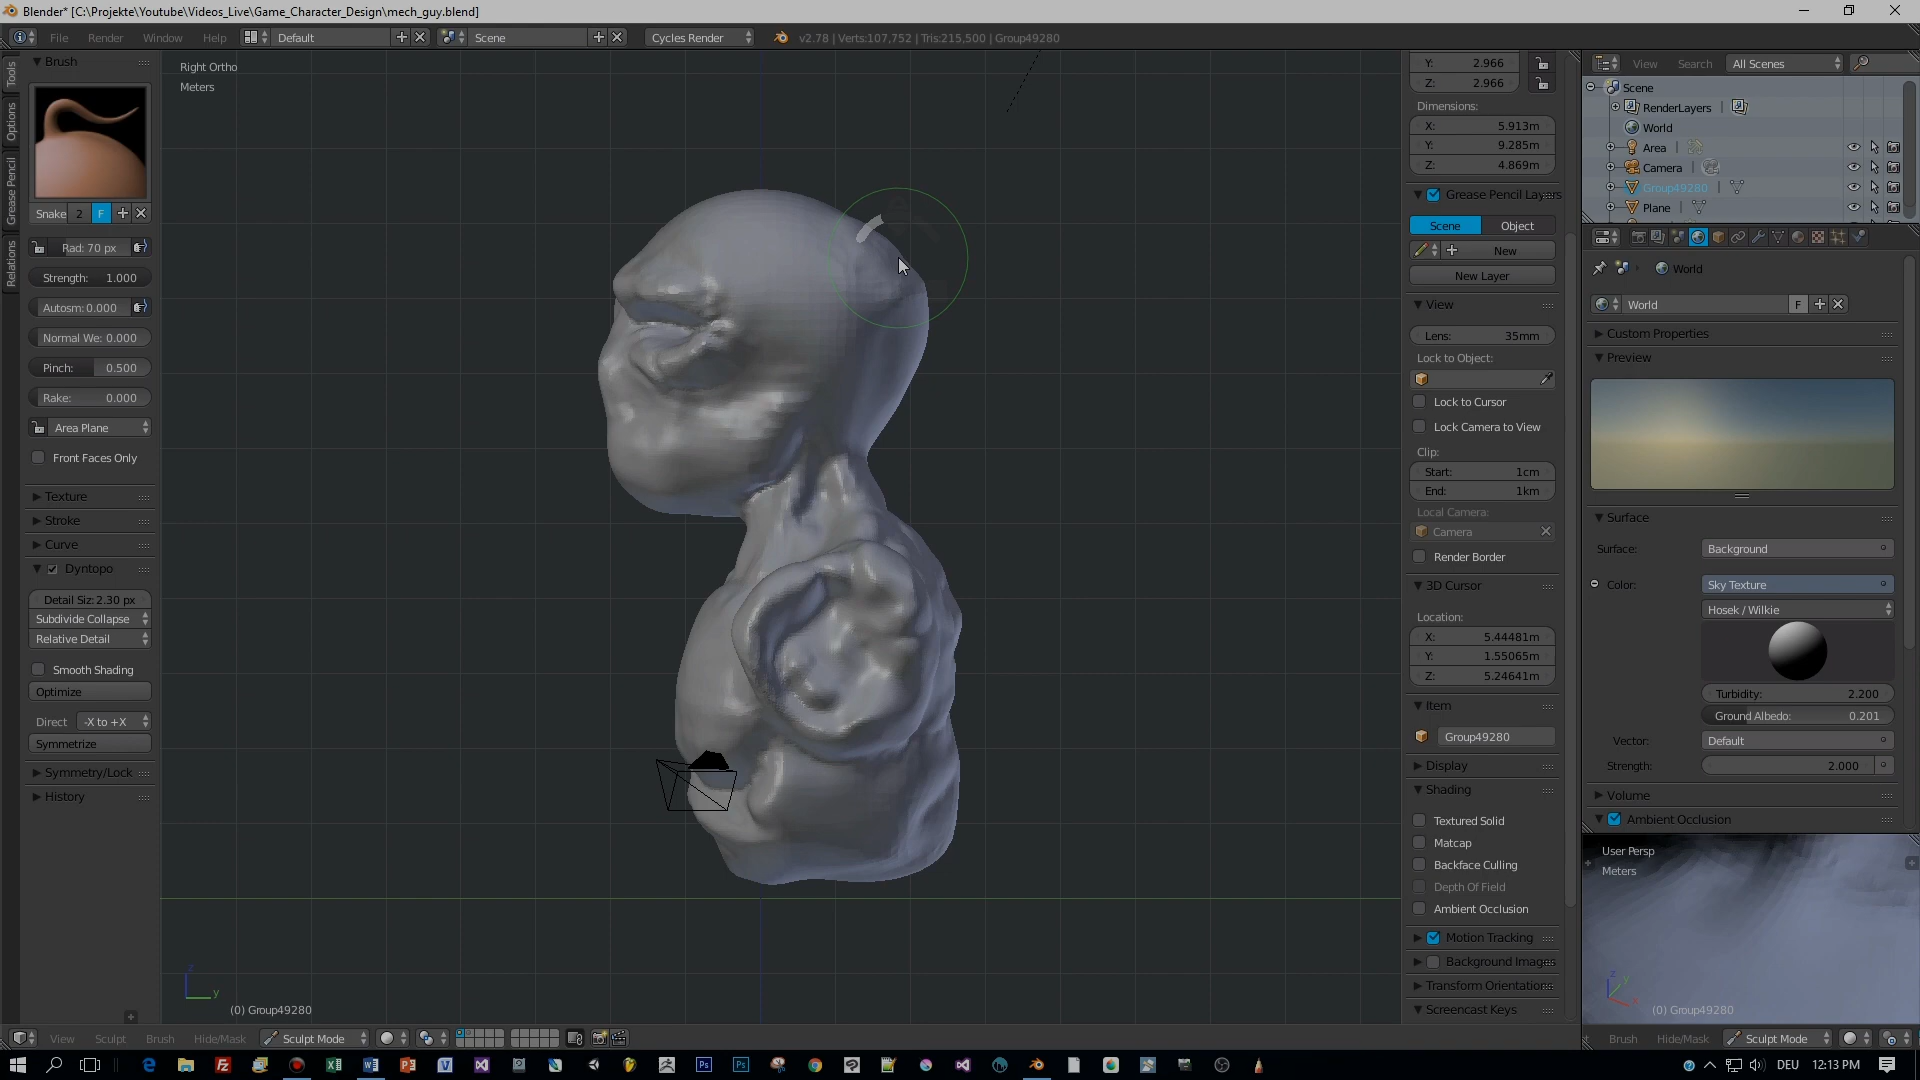 Blender* [C:\Projekte\Youtube\Videos_Live\Game_Character_Design\mech_guy.blend]
File Render Window Help Default Scene Cycles Render v2.78 | Verts:107,752 | Tris:215,500 | Group49280
Tools
Options
Grease Pencil
Relations
Brush
Snake 2 F
Rad: 70 px
Strength: 1.000
Autosm: 0.000
Normal We: 0.000
Pinch: 0.500
Rake: 0.000
Area Plane
Front Faces Only
Texture
Stroke
Curve
Dyntopo
Detail Siz: 2.30 px
Subdivide Collapse
Relative Detail
Smooth Shading
Optimize
Direct -X to +X
Symmetrize
Symmetry/Lock
History
Right Ortho
Meters
z
y
(0) Group49280
View Sculpt Brush Hide/Mask Sculpt Mode
Y: 2.966
Z: 2.966
Dimensions:
X: 5.913m
Y: 9.285m
Z: 4.869m
Grease Pencil Layers
Scene Object
New
New Layer
View
Lens: 35mm
Lock to Object:
Lock to Cursor
Lock Camera to View
Clip:
Start: 1cm
End: 1km
Local Camera:
Camera
Render Border
3D Cursor
Location:
X: 5.44481m
Y: 1.55065m
Z: 5.24641m
Item
Group49280
Display
Shading
Textured Solid
Matcap
Backface Culling
Depth Of Field
Ambient Occlusion
Motion Tracking
Background Images
Transform Orientations
Screencast Keys
View Search All Scenes
Scene
RenderLayers
World
Area
Camera
Group49280
Plane
World
World F
Custom Properties
Preview
Surface
Surface: Background
Color: Sky Texture
Hosek / Wilkie
Turbidity: 2.200
Ground Albedo: 0.201
Vector: Default
Strength: 2.000
Volume
Ambient Occlusion
User Persp
Meters
z
y
x
(0) Group49280
Brush Hide/Mask Sculpt Mode
DEU 12:13 PM